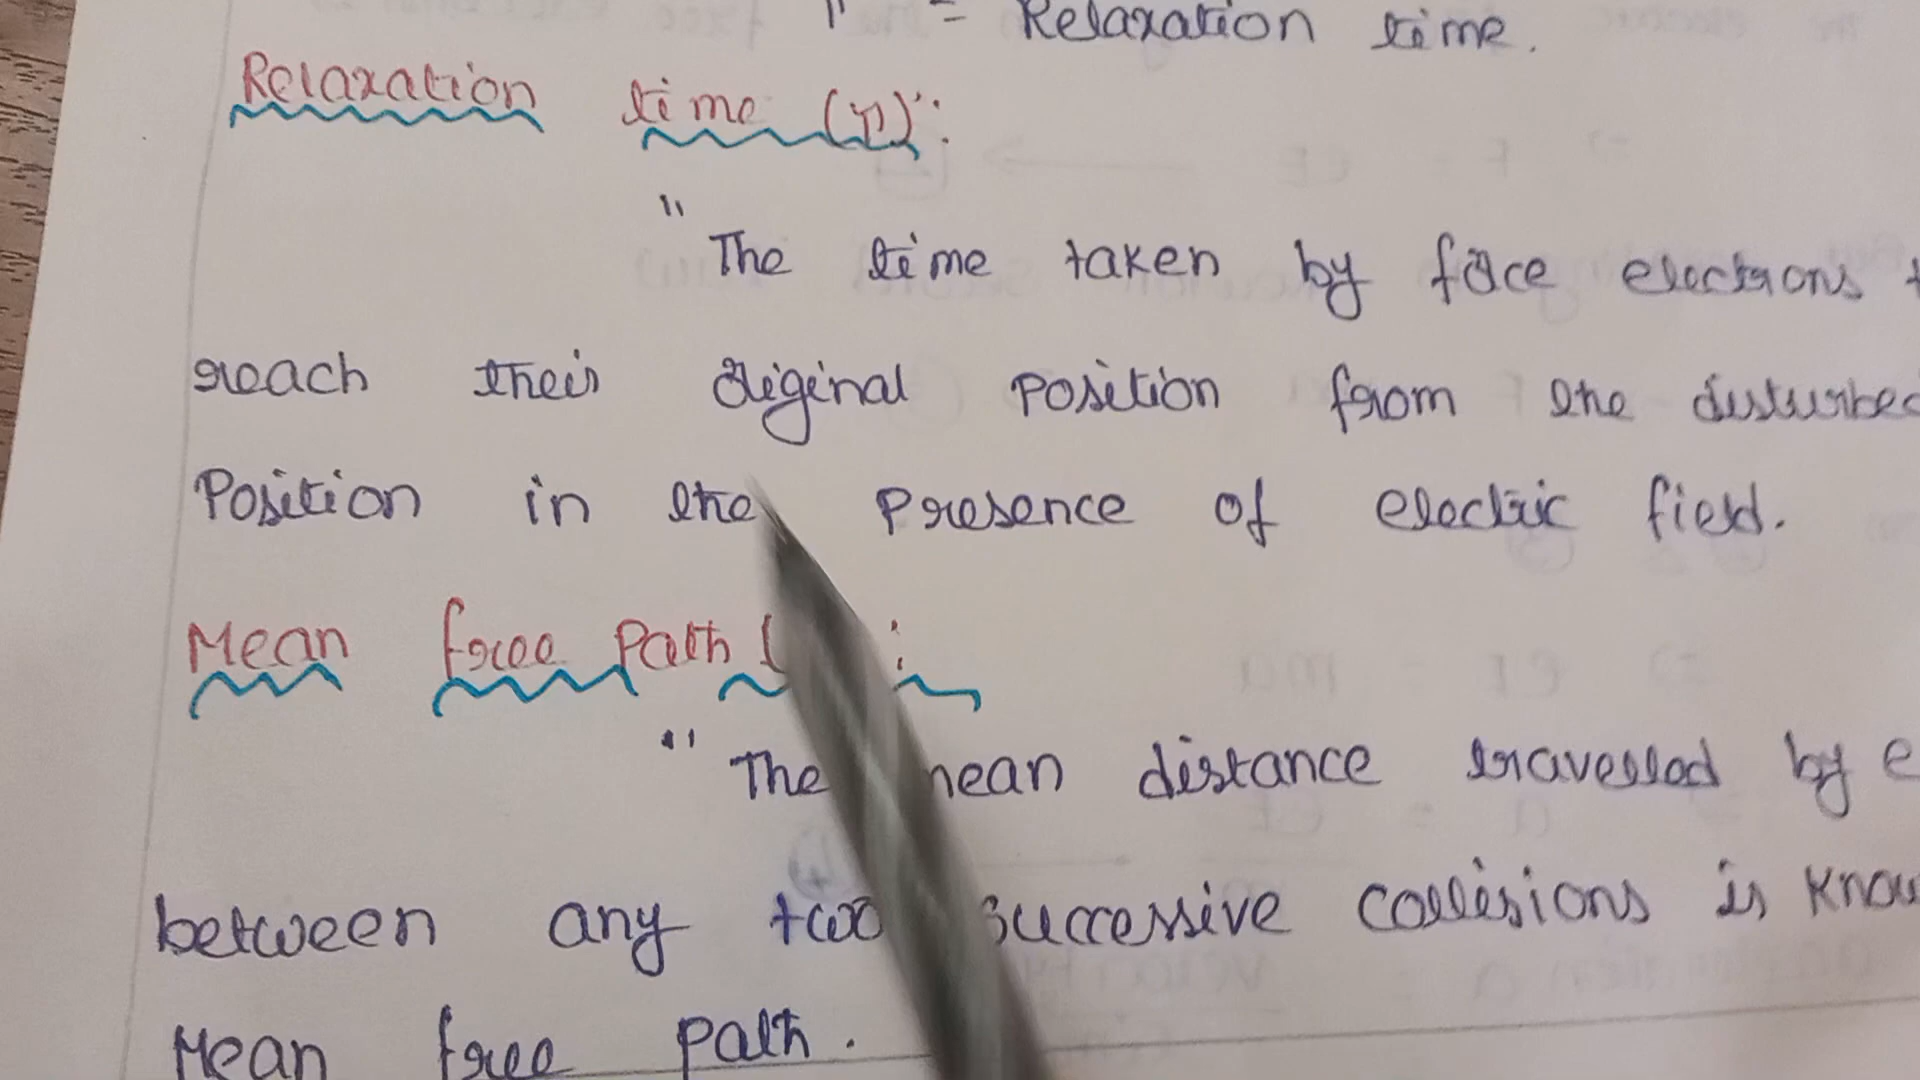 = Relaxation time.
Relaxation time (τ):
"The time taken by free electrons
reach their original position from the disturbed
Position in the presence of electric field.
Mean free path ( :
"The mean distance travelled by e
between any two successive collisions is know
Mean free path.